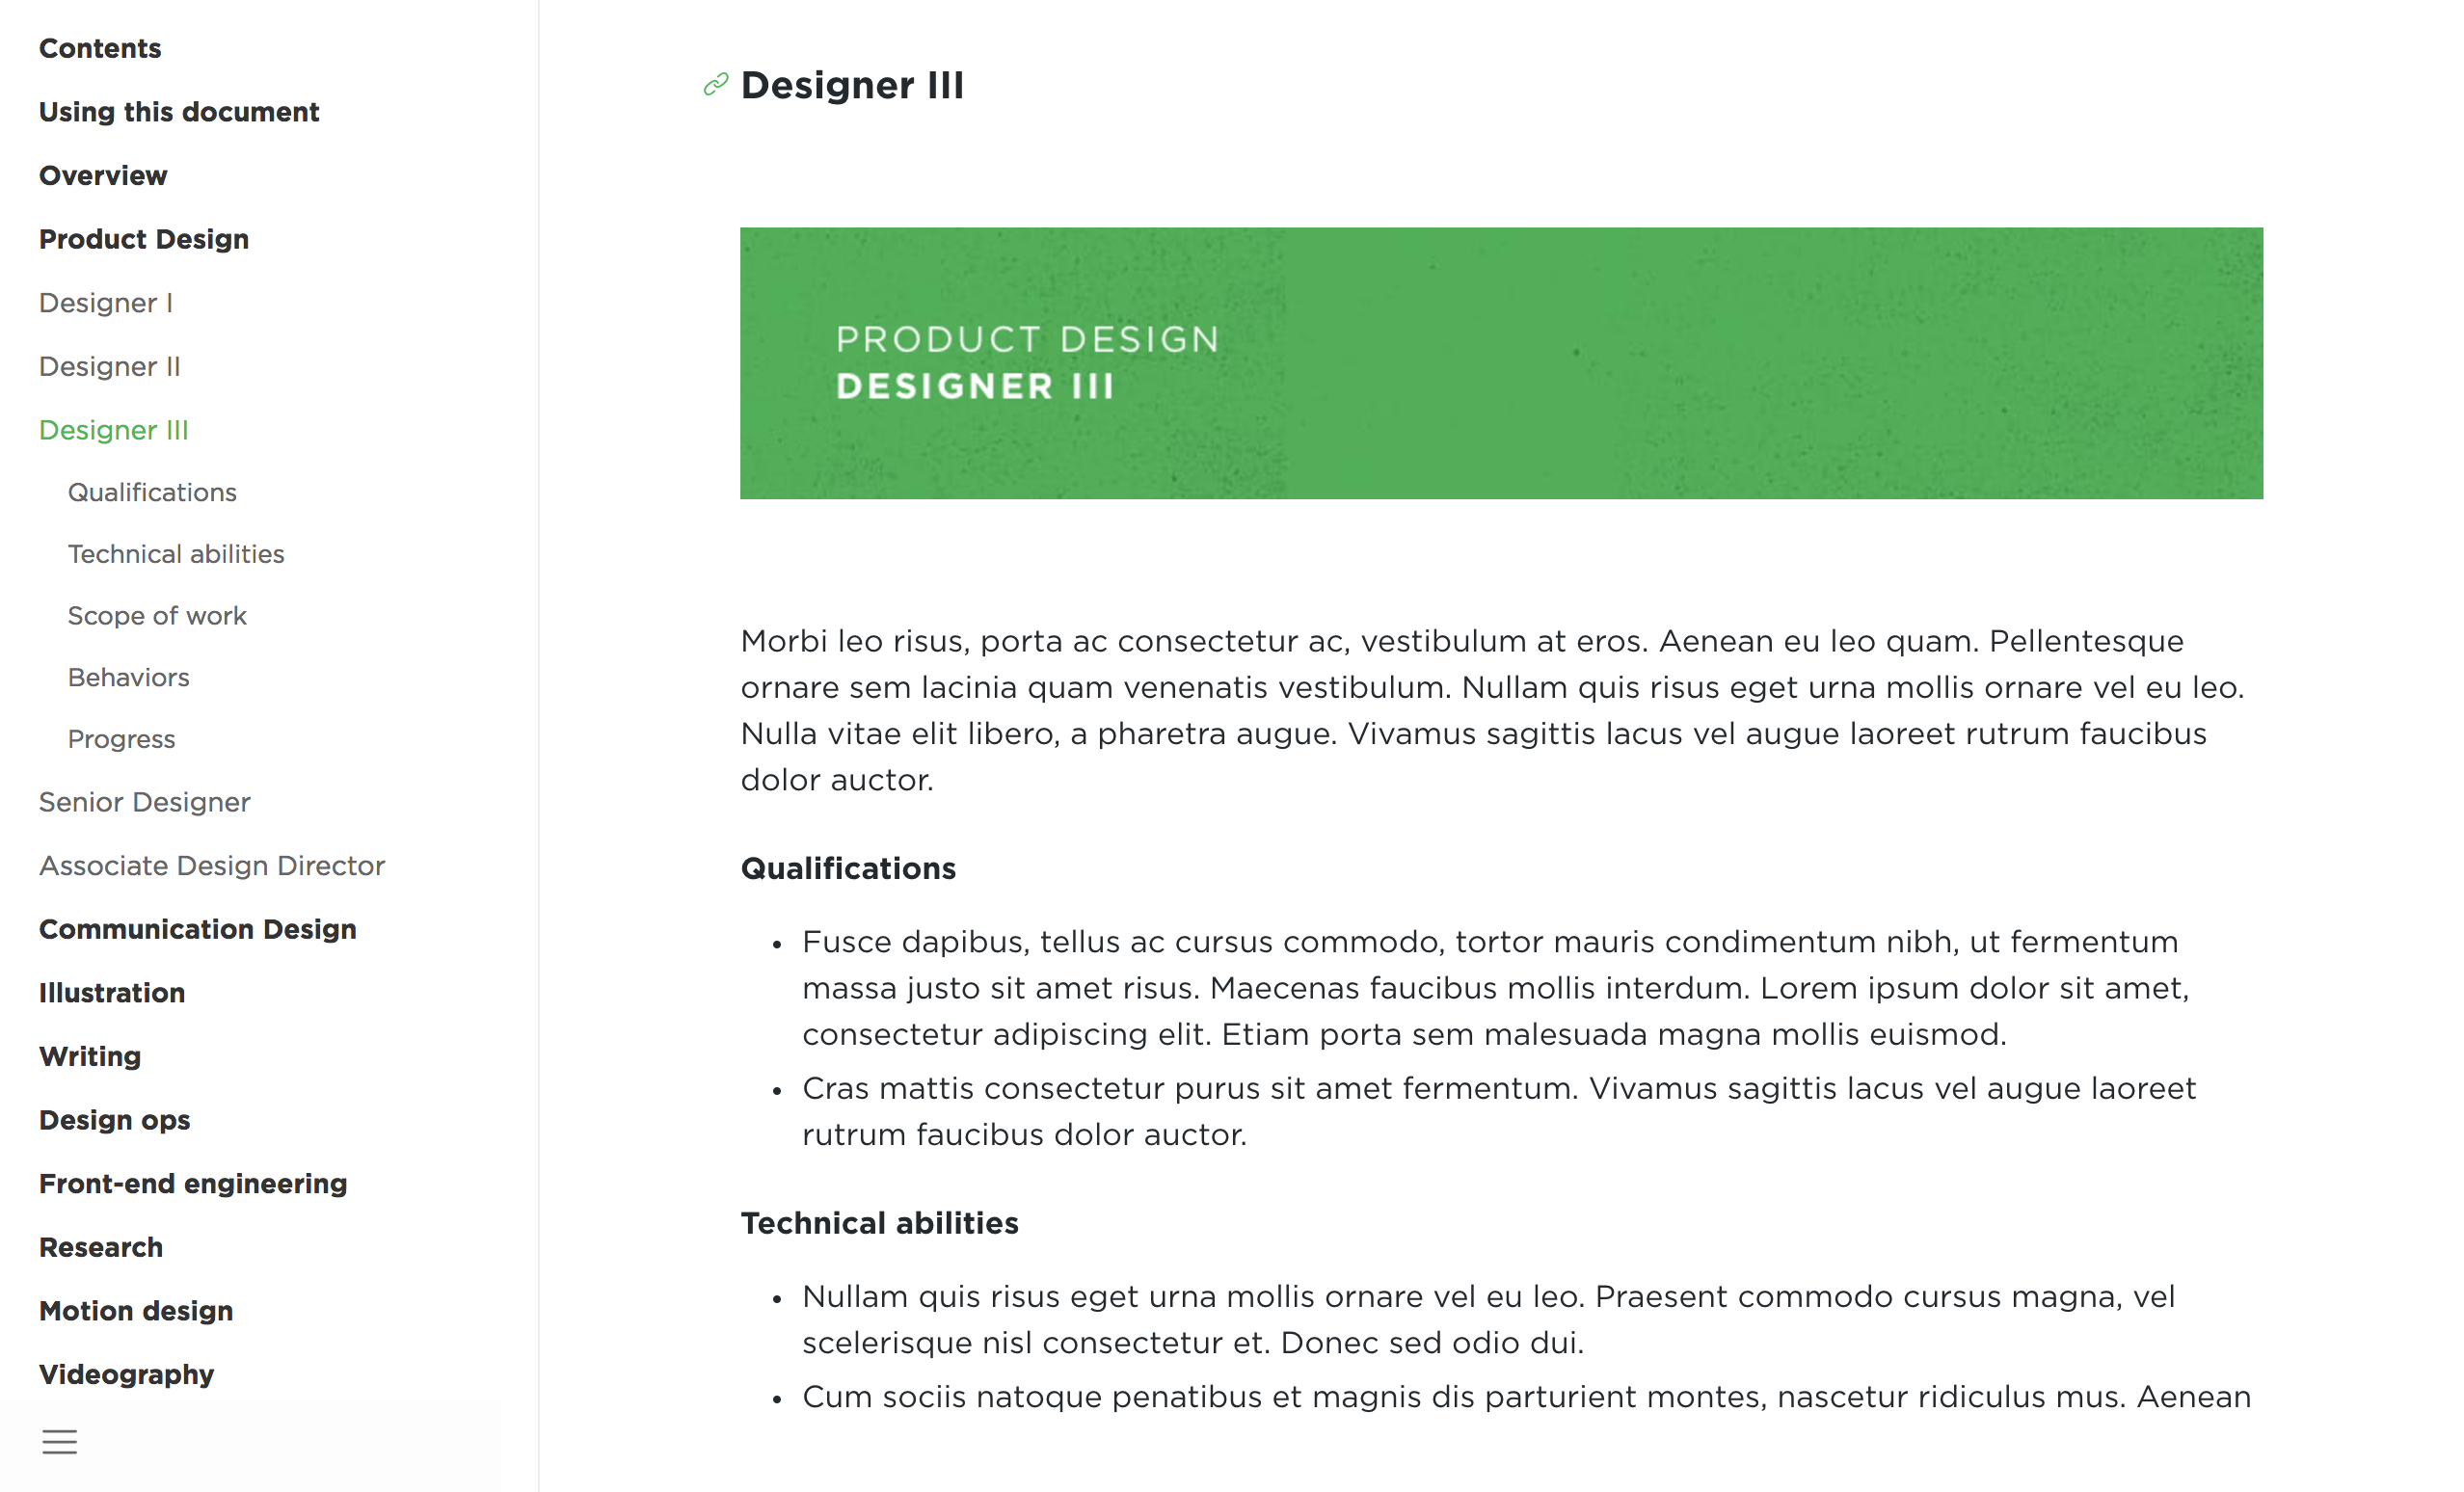 Contents
Using this document
Overview
Product Design
Designer I
Designer II
Designer III
Qualifications
Technical abilities
Scope of work
Behaviors
Progress
Senior Designer
Associate Design Director
Communication Design
Illustration
Writing
Design ops
Front-end engineering
Research
Motion design
Videography
Designer III
PRODUCT DESIGN
DESIGNER III
Morbi leo risus, porta ac consectetur ac, vestibulum at eros. Aenean eu leo quam. Pellentesque
ornare sem lacinia quam venenatis vestibulum. Nullam quis risus eget urna mollis ornare vel eu leo.
Nulla vitae elit libero, a pharetra augue. Vivamus sagittis lacus vel augue laoreet rutrum faucibus
dolor auctor.
Qualifications
• Fusce dapibus, tellus ac cursus commodo, tortor mauris condimentum nibh, ut fermentum
massa justo sit amet risus. Maecenas faucibus mollis interdum. Lorem ipsum dolor sit amet,
consectetur adipiscing elit. Etiam porta sem malesuada magna mollis euismod.
• Cras mattis consectetur purus sit amet fermentum. Vivamus sagittis lacus vel augue laoreet
rutrum faucibus dolor auctor.
Technical abilities
• Nullam quis risus eget urna mollis ornare vel eu leo. Praesent commodo cursus magna, vel
scelerisque nisl consectetur et. Donec sed odio dui.
• Cum sociis natoque penatibus et magnis dis parturient montes, nascetur ridiculus mus. Aenean